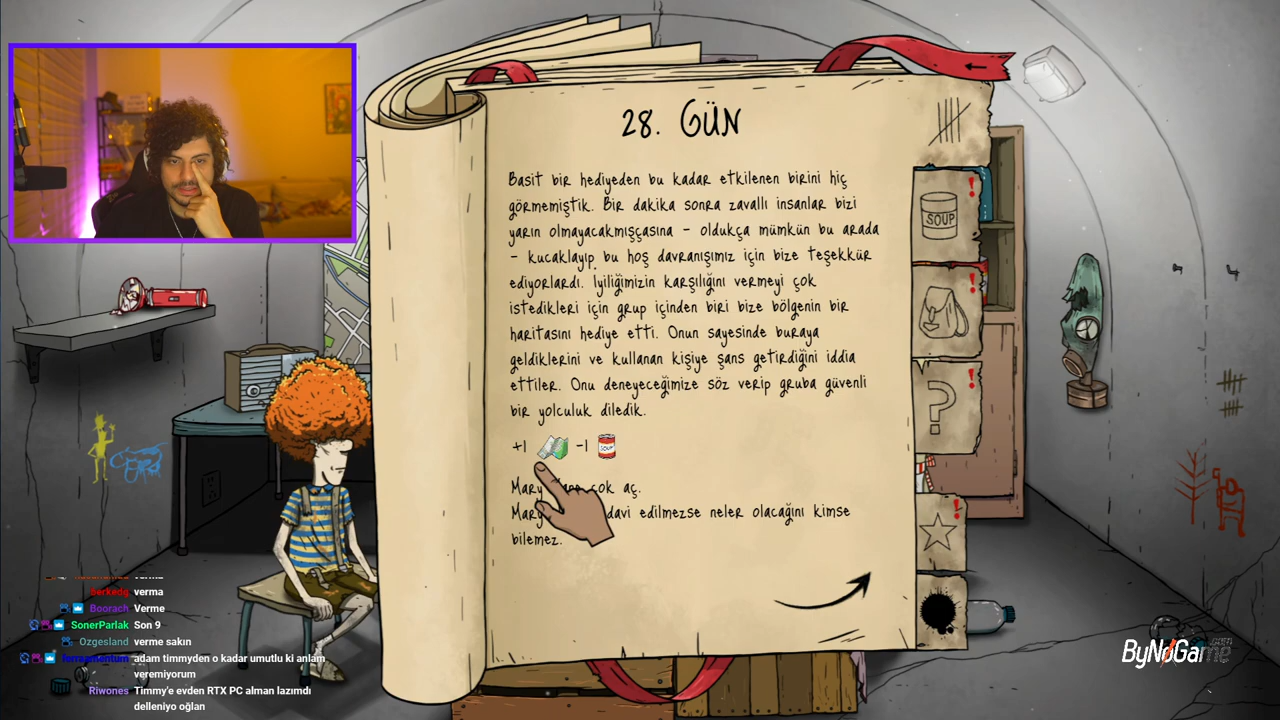 28. GÜN
Basit bir hediyeden bu kadar etkilenen birini hiç
görmemiştik. Bir dakika sonra zavallı insanlar bizi
yarın olmayacakmışçasına - oldukça mümkün bu arada
- kucaklayıp bu hoş davranışımız için bize teşekkür
ediyorlardı. İyiliğimizin karşılığını vermeyi çok
istedikleri için grup içinden biri bize bölgenin bir
haritasını hediye etti. Onun sayesinde buraya
geldiklerini ve kullanan kişiye şans getirdiğini iddia
ettiler. Onu deneyeceğimize söz verip gruba güvenli
bir yolculuk diledik.
+1 -1 SOUP
Mary çok aç.
Mary edilmezse neler olacağını kimse
bilemez.
SOUP
!
!
?
!
!
Berkedg verma
Boorach Verme
SonerParlak Son 9
Ozgesland verme sakın
adam timmyden o kadar umutlu ki anlam
veremiyorum
Riwones Timmy'e evden RTX PC alman lazımdı
delleniyo oğlan
ByNoGame
.com